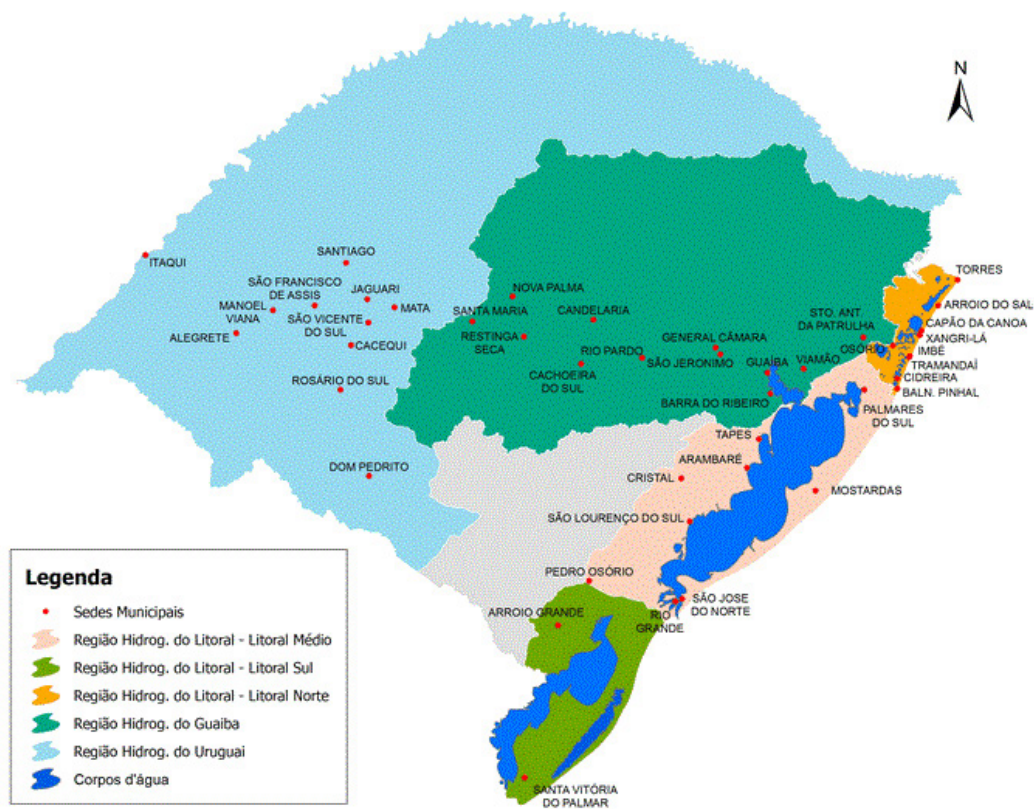 N
ITAQUI
SANTIAGO
SÃO FRANCISCO
DE ASSIS
JAGUARI
MANOEL
VIANA
MATA
SÃO VICENTE
DO SUL
ALEGRETE
CACEQUI
ROSÁRIO DO SUL
DOM PEDRITO
NOVA PALMA
SANTA MARIA
CANDELARIA
RESTINGA
SECA
RIO PARDO
CACHOEIRA
DO SUL
GENERAL CÂMARA
SÃO JERONIMO
STO. ANT.
DA PATRULHA
GUAÍBA
VIAMÃO
BARRA DO RIBEIRO
TORRES
ARROIO DO SAL
CAPÃO DA CANOA
XANGRI-LÁ
OSÓRIO
IMBÉ
TRAMANDAÍ
CIDREIRA
BALN. PINHAL
PALMARES
DO SUL
TAPES
ARAMBARÉ
CRISTAL
MOSTARDAS
SÃO LOURENÇO DO SUL
PEDRO OSÓRIO
SÃO JOSE
DO NORTE
RIO
GRANDE
ARROIO GRANDE
SANTA VITÓRIA
DO PALMAR
Legenda
Sedes Municipais
Região Hidrog. do Litoral - Litoral Médio
Região Hidrog. do Litoral - Litoral Sul
Região Hidrog. do Litoral - Litoral Norte
Região Hidrog. do Guaiba
Região Hidrog. do Uruguai
Corpos d'água